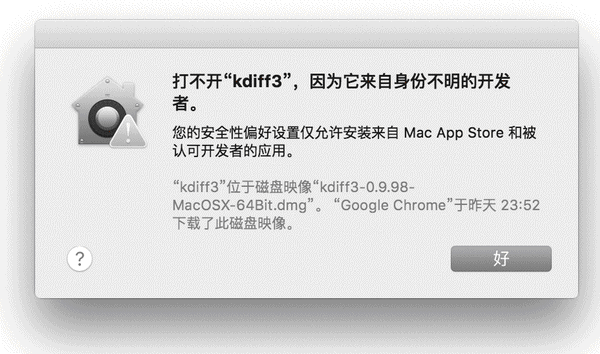 打不开“kdiff3”，因为它来自身份不明的开发
者。
您的安全性偏好设置仅允许安装来自 Mac App Store 和被
认可开发者的应用。
“kdiff3”位于磁盘映像“kdiff3-0.9.98-
MacOSX-64Bit.dmg”。 “Google Chrome”于昨天 23:52
下载了此磁盘映像。
?
好